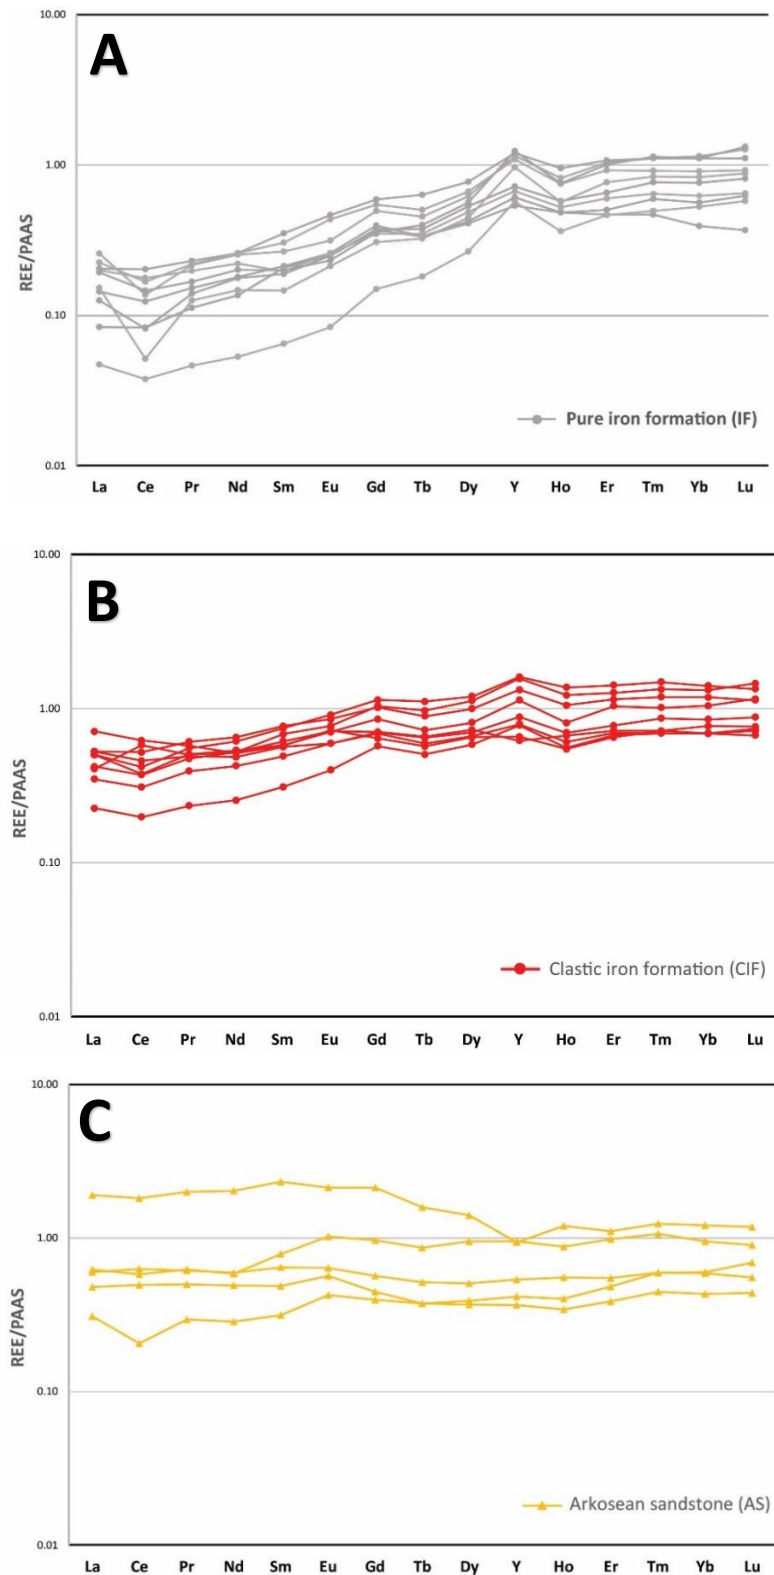 A
10.00
1.00
0.10
0.01
REE/PAAS
Pure iron formation (IF)
La Ce Pr Nd Sm Eu Gd Tb Dy Y Ho Er Tm Yb Lu
B
10.00
1.00
0.10
0.01
REE/PAAS
Clastic iron formation (CIF)
La Ce Pr Nd Sm Eu Gd Tb Dy Y Ho Er Tm Yb Lu
C
10.00
1.00
0.10
0.01
REE/PAAS
Arkosean sandstone (AS)
La Ce Pr Nd Sm Eu Gd Tb Dy Y Ho Er Tm Yb Lu